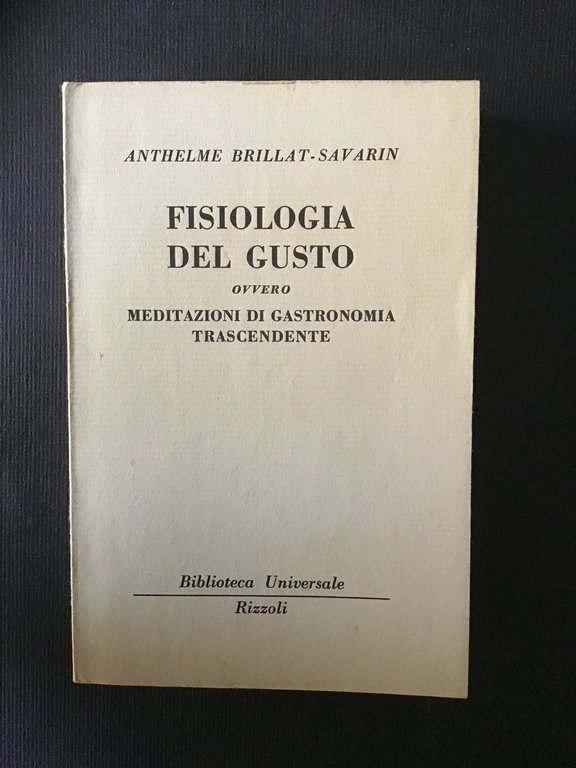 ANTHELME BRILLAT-SAVARIN
FISIOLOGIA
DEL GUSTO
OVVERO
MEDITAZIONI DI GASTRONOMIA
TRASCENDENTE
Biblioteca Universale
Rizzoli